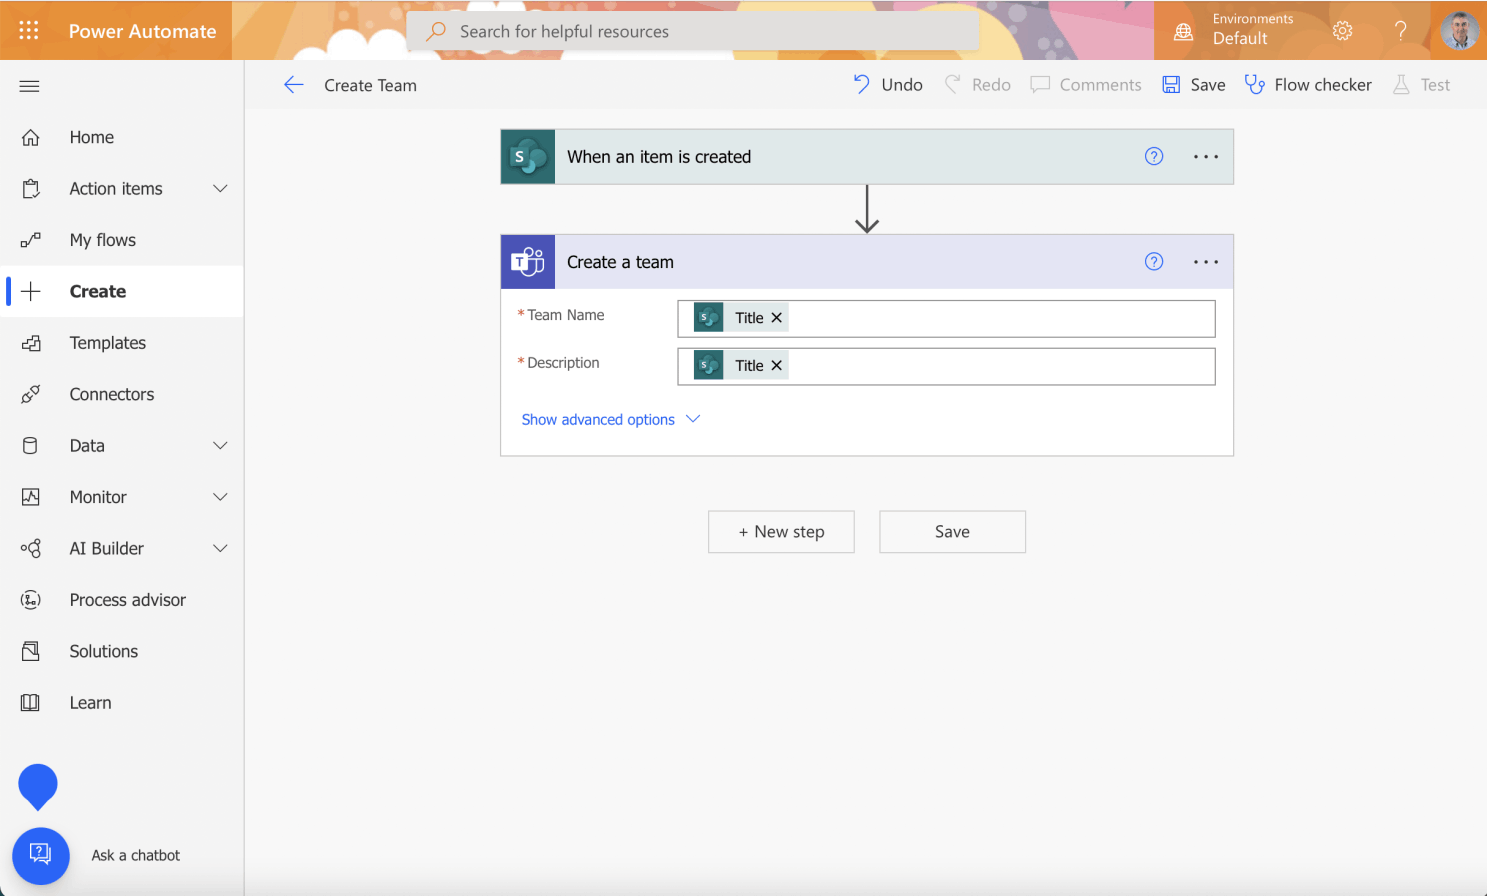 Power Automate
Search for helpful resources
Environments
Default
Create Team
Undo
Redo
Comments
Save
Flow checker
Test
Home
Action items
My flows
Create
Templates
Connectors
Data
Monitor
AI Builder
Process advisor
Solutions
Learn
Ask a chatbot
S
When an item is created
?
...
T
Create a team
?
...
* Team Name
S
Title ×
* Description
S
Title ×
Show advanced options
+ New step
Save